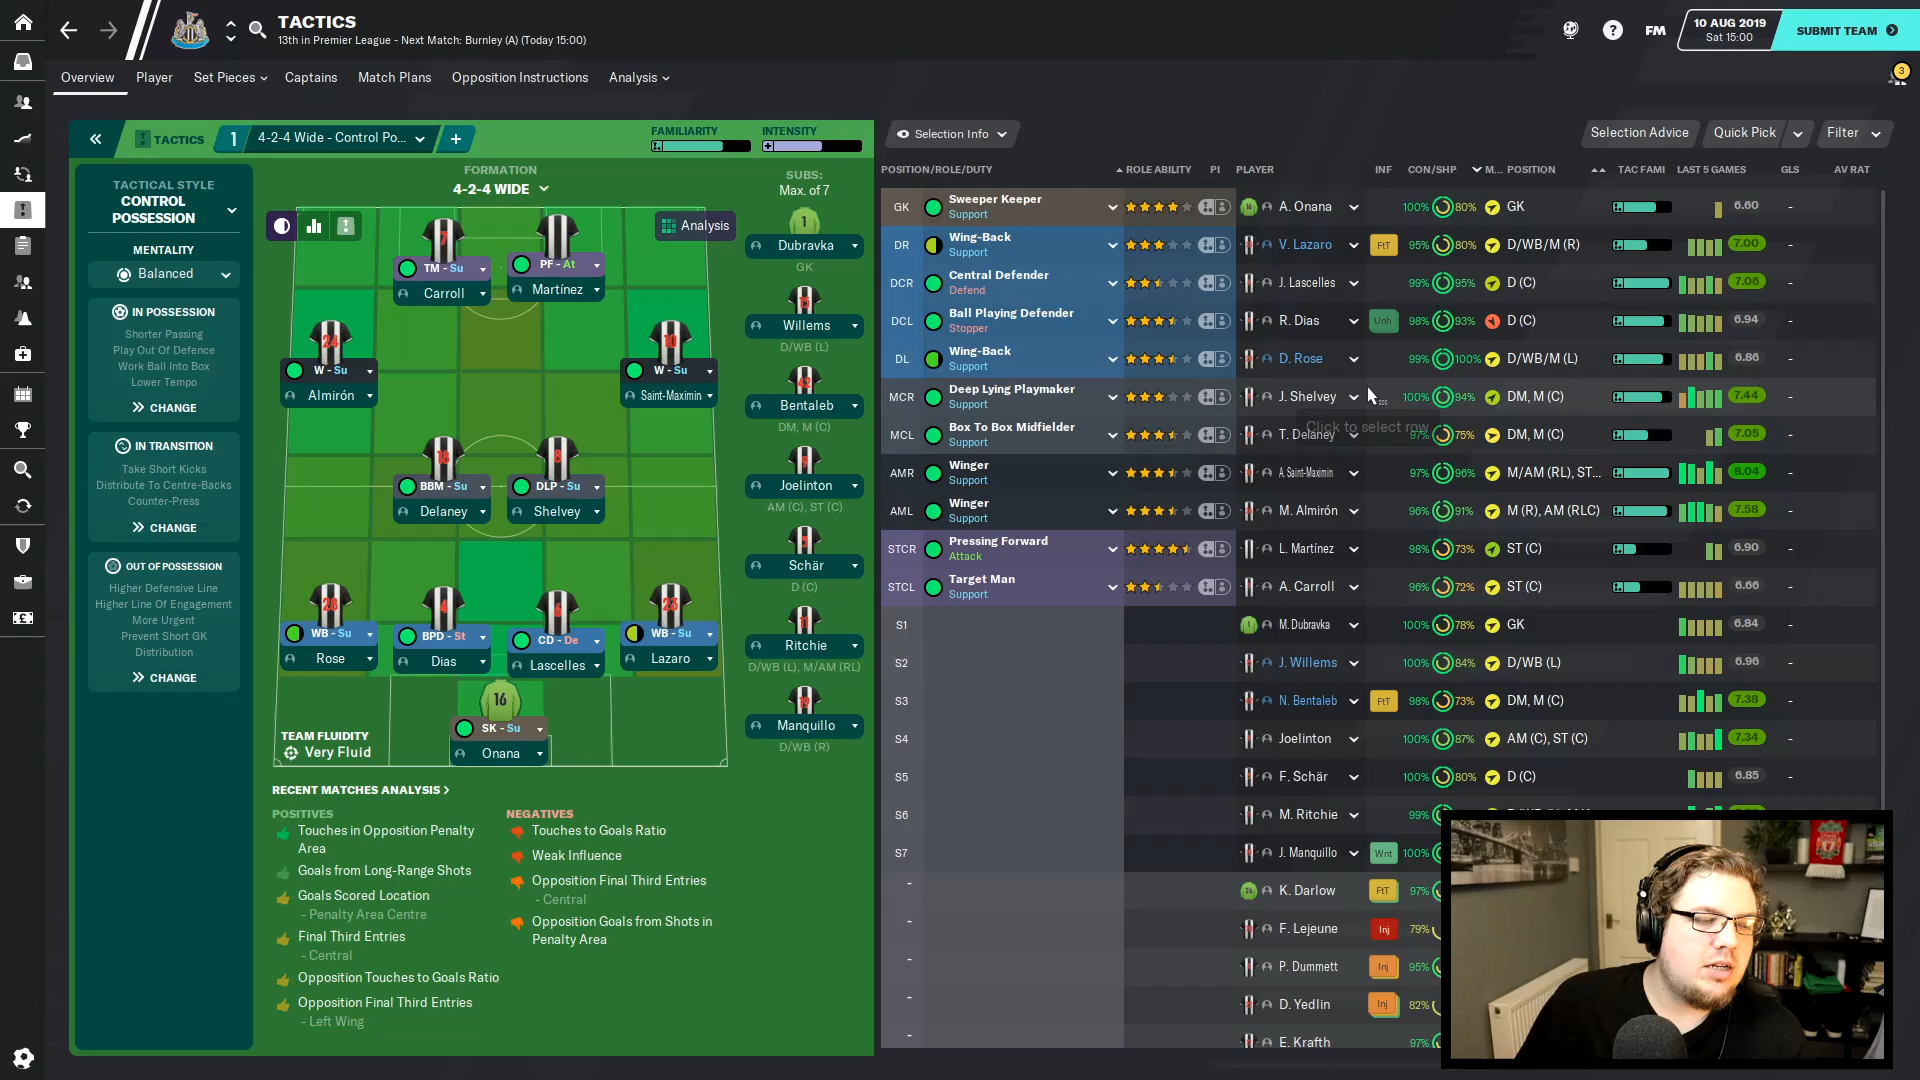 TACTICS
13th in Premier League - Next Match: Burnley (A) (Today 15:00)
FM
10 AUG 2019
Sat 15:00
SUBMIT TEAM
3
Overview
Player
Set Pieces
Captains
Match Plans
Opposition Instructions
Analysis
TACTICS
1
4-2-4 Wide - Control Po...
FAMILIARITY
INTENSITY
TACTICAL STYLE
CONTROL
POSSESSION
MENTALITY
Balanced
IN POSSESSION
Shorter Passing
Play Out Of Defence
Work Ball Into Box
Lower Tempo
CHANGE
IN TRANSITION
Take Short Kicks
Distribute To Centre-Backs
Counter-Press
CHANGE
OUT OF POSSESSION
Higher Defensive Line
Higher Line Of Engagement
More Urgent
Prevent Short GK
Distribution
CHANGE
FORMATION
4-2-4 WIDE
Analysis
7
TM - Su
Carroll
PF - At
Martínez
24
W - Su
Almirón
10
W - Su
Saint-Maximin
18
BBM - Su
Delaney
8
DLP - Su
Shelvey
28
WB - Su
Rose
4
BPD - St
Dias
6
CD - De
Lascelles
23
WB - Su
Lazaro
16
SK - Su
Onana
TEAM FLUIDITY
Very Fluid
SUBS:
Max. of 7
1
Dubravka
GK
15
Willems
D/WB (L)
42
Bentaleb
DM, M (C)
9
Joelinton
AM (C), ST (C)
Schär
D (C)
11
Ritchie
D/WB (L), M/AM (RL)
19
Manquillo
D/WB (R)
RECENT MATCHES ANALYSIS
POSITIVES
Touches in Opposition Penalty
Area
Goals from Long-Range Shots
Goals Scored Location
- Penalty Area Centre
Final Third Entries
- Central
Opposition Touches to Goals Ratio
Opposition Final Third Entries
- Left Wing
NEGATIVES
Touches to Goals Ratio
Weak Influence
Opposition Final Third Entries
- Central
Opposition Goals from Shots in
Penalty Area
Selection Info
Selection Advice
Quick Pick
Filter
POSITION/ROLE/DUTY ROLE ABILITY PI PLAYER INF CON/SHP M... POSITION TAC FAMI LAST 5 GAMES GLS AV RAT
GK Sweeper Keeper Support A. Onana 100% 80% GK 6.60 -
DR Wing-Back Support V. Lazaro FtT 95% 80% D/WB/M (R) 7.00 -
DCR Central Defender Defend J. Lascelles 99% 95% D (C) 7.06 -
DCL Ball Playing Defender Stopper R. Dias Unh 98% 93% D (C) 6.94 -
DL Wing-Back Support D. Rose 99% 100% D/WB/M (L) 6.86 -
MCR Deep Lying Playmaker Support J. Shelvey 100% 94% DM, M (C) 7.44 -
Click to select row
MCL Box To Box Midfielder Support T. Delaney 97% 75% DM, M (C) 7.05 -
AMR Winger Support A. Saint-Maximin 97% 96% M/AM (RL), ST... 8.04 -
AML Winger Support M. Almirón 96% 91% M (R), AM (RLC) 7.58 -
STCR Pressing Forward Attack L. Martínez 98% 73% ST (C) 6.90 -
STCL Target Man Support A. Carroll 96% 72% ST (C) 6.66 -
S1 M. Dubravka 100% 78% GK 6.84 -
S2 J. Willems 100% 84% D/WB (L) 6.96 -
S3 N. Bentaleb FtT 98% 73% DM, M (C) 7.38 -
S4 Joelinton 100% 87% AM (C), ST (C) 7.34 -
S5 F. Schär 100% 80% D (C) 6.85 -
S6 M. Ritchie 99%
S7 J. Manquillo Wnt 100%
- K. Darlow FtT 97%
- F. Lejeune Inj 79%
- P. Dummett Inj 95%
- D. Yedlin Inj 82%
- E. Krafth 97%